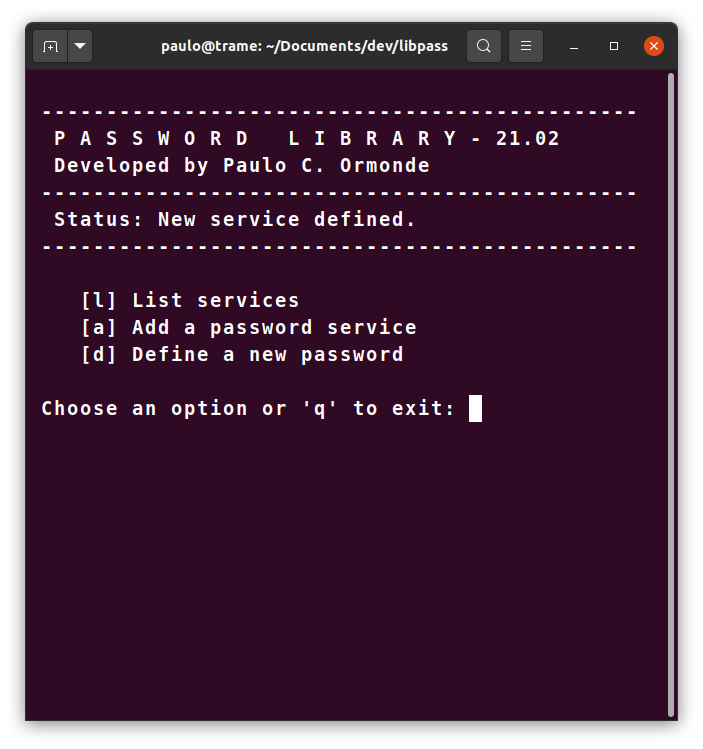 paulo@trame: ~/Documents/dev/libpass
----------------------------------------------
P A S S W O R D   L I B R A R Y - 21.02
Developed by Paulo C. Ormonde
----------------------------------------------
Status: New service defined.
----------------------------------------------
[l] List services
[a] Add a password service
[d] Define a new password
Choose an option or 'q' to exit: